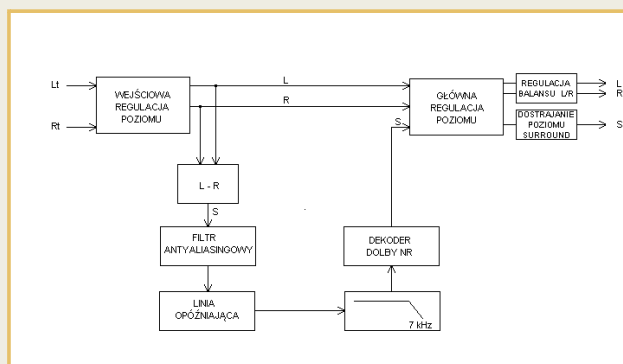 Lt
Rt
WEJŚCIOWA
REGULACJA
POZIOMU
L
R
S
GŁÓWNA
REGULACJA
POZIOMU
REGULACJA
BALANSU L/R
DOSTRAJANIE
POZIOMU
SURROUND
L
R
S
L - R
S
FILTR
ANTYALIASINGOWY
DEKODER
DOLBY NR
LINIA
OPÓŹNIAJĄCA
7 kHz